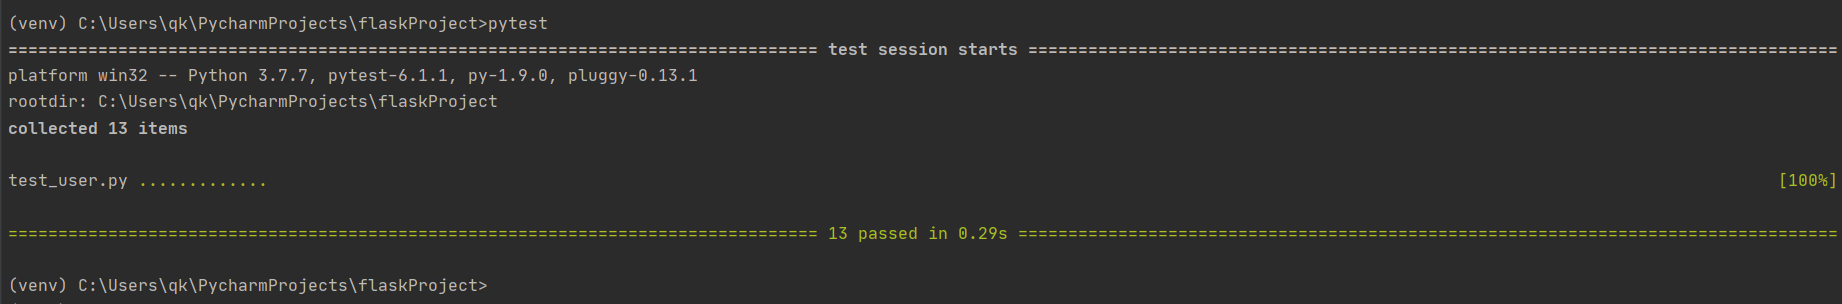 (venv) C:\Users\qk\PycharmProjects\flaskProject>pytest
================================================================================= test session starts =================================================================================
platform win32 -- Python 3.7.7, pytest-6.1.1, py-1.9.0, pluggy-0.13.1
rootdir: C:\Users\qk\PycharmProjects\flaskProject
collected 13 items
test_user.py ............. [100%]
================================================================================= 13 passed in 0.29s ==================================================================================
(venv) C:\Users\qk\PycharmProjects\flaskProject>